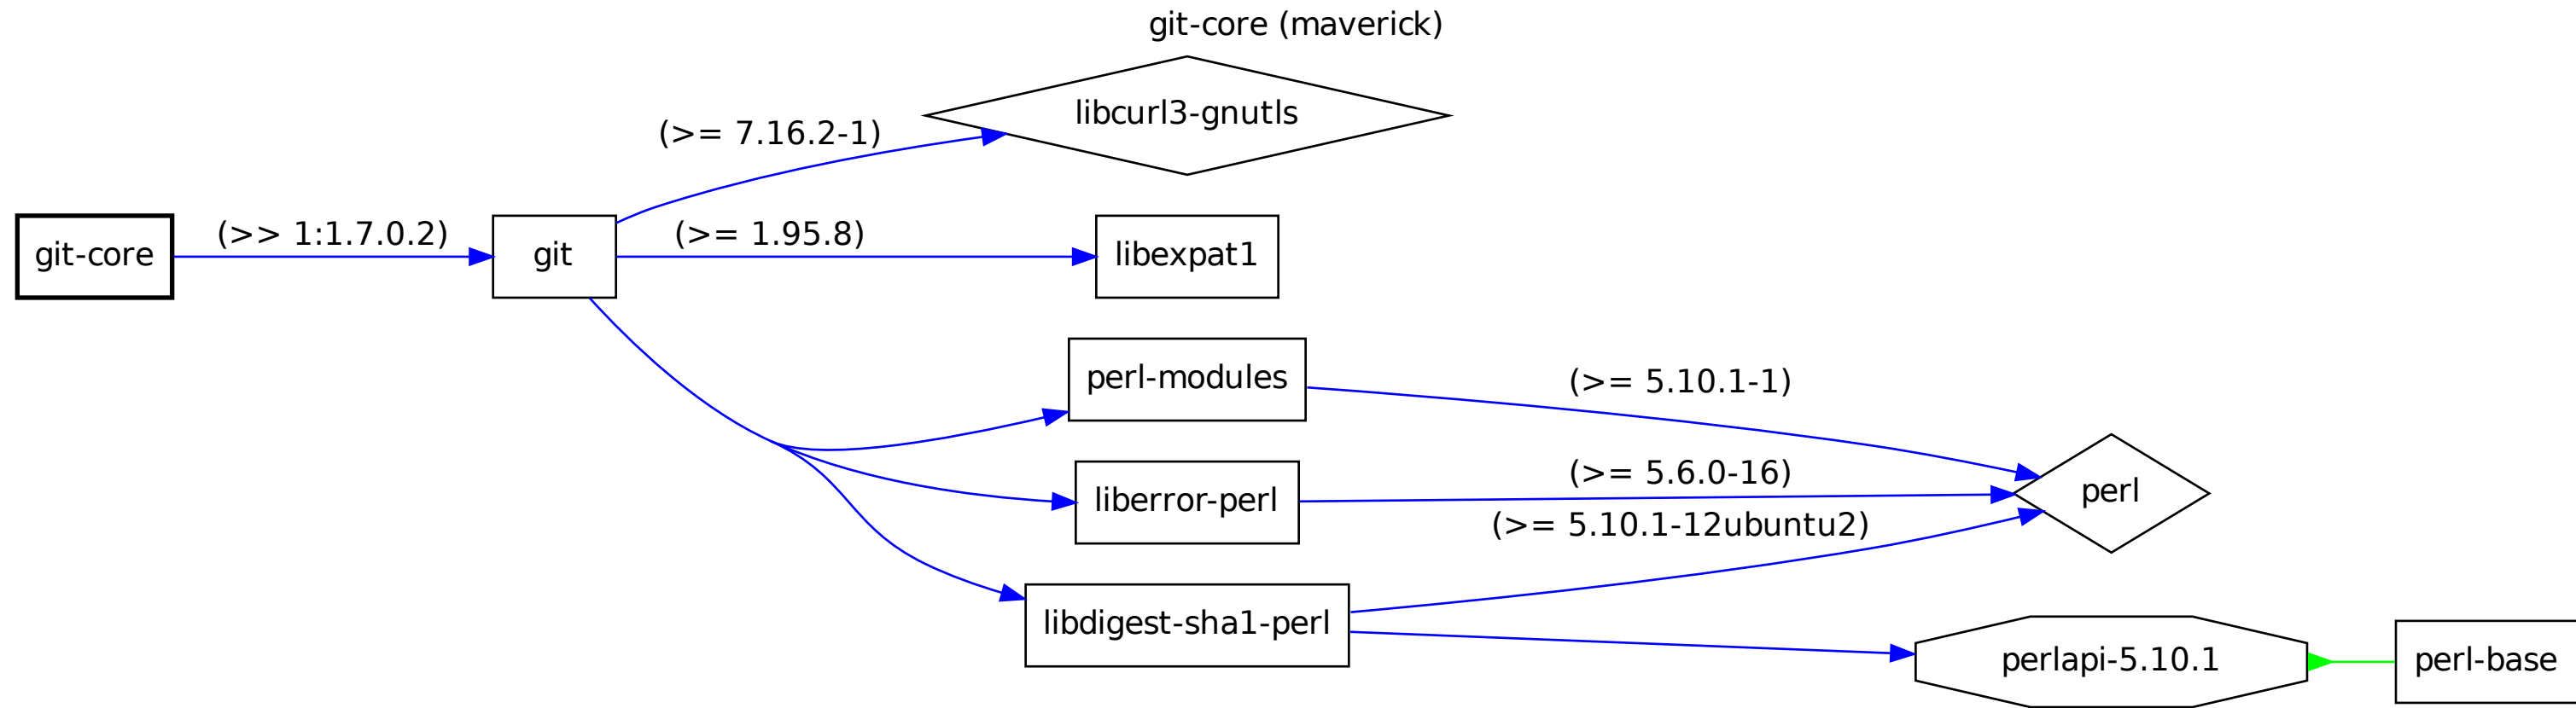 git-core (maverick)
libcurl3-gnutls
(>= 7.16.2-1)
git-core
(>> 1:1.7.0.2)
git
(>= 1.95.8)
libexpat1
perl-modules
(>= 5.10.1-1)
liberror-perl
(>= 5.6.0-16)
perl
(>= 5.10.1-12ubuntu2)
libdigest-sha1-perl
perlapi-5.10.1
perl-base